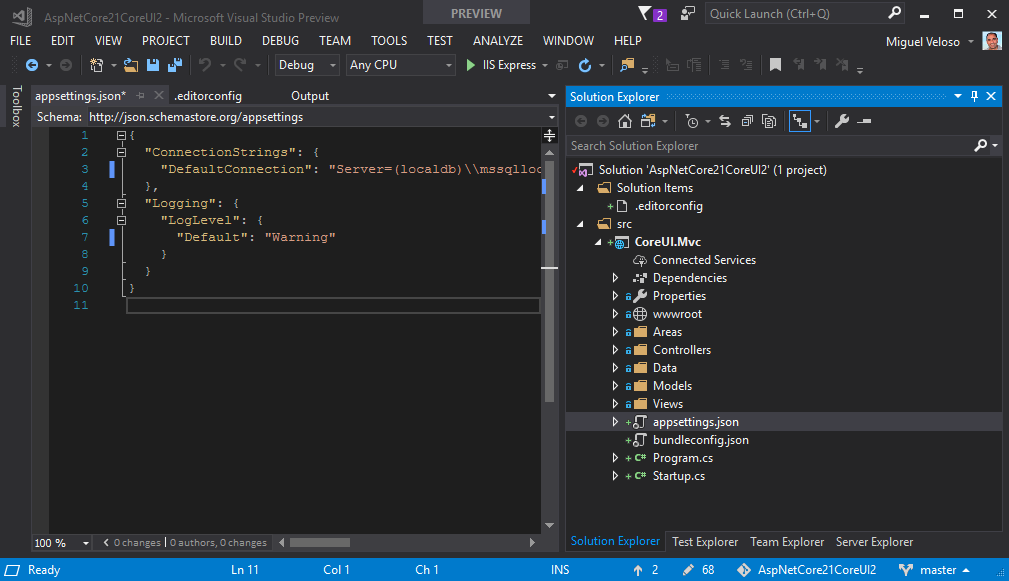 AspNetCore21CoreUI2 - Microsoft Visual Studio Preview
PREVIEW
2
Quick Launch (Ctrl+Q)
FILE EDIT VIEW PROJECT BUILD DEBUG TEAM TOOLS TEST ANALYZE WINDOW HELP
Miguel Veloso
Debug Any CPU IIS Express
Toolbox
appsettings.json* .editorconfig Output
Schema: http://json.schemastore.org/appsettings
1 {
2 "ConnectionStrings": {
3 "DefaultConnection": "Server=(localdb)\\mssqlloc
4 },
5 "Logging": {
6 "LogLevel": {
7 "Default": "Warning"
8 }
9 }
10 }
11
100 % 0 changes | 0 authors, 0 changes
Solution Explorer
Search Solution Explorer
Solution 'AspNetCore21CoreUI2' (1 project)
Solution Items
.editorconfig
src
CoreUI.Mvc
Connected Services
Dependencies
Properties
wwwroot
Areas
Controllers
Data
Models
Views
appsettings.json
bundleconfig.json
C# Program.cs
C# Startup.cs
Solution Explorer Test Explorer Team Explorer Server Explorer
Ready Ln 11 Col 1 Ch 1 INS 2 68 AspNetCore21CoreUI2 master